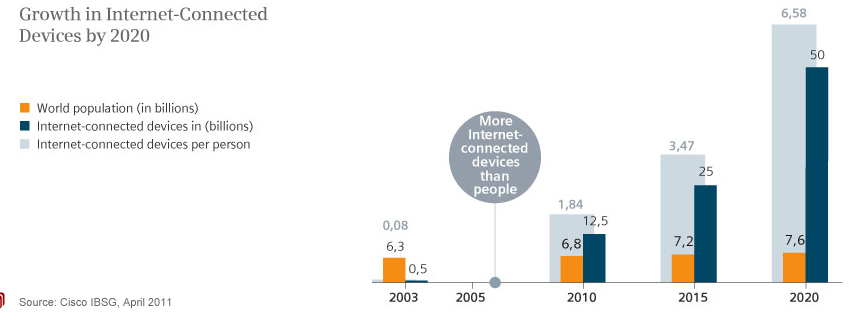 Growth in Internet-Connected
Devices by 2020
World population (in billions)
Internet-connected devices in (billions)
Internet-connected devices per person
More
Internet-
connected
devices
than
people
0,08
6,3
0,5
1,84
6,8
12,5
3,47
7,2
25
6,58
7,6
50
2003
2005
2010
2015
2020
Source: Cisco IBSG, April 2011